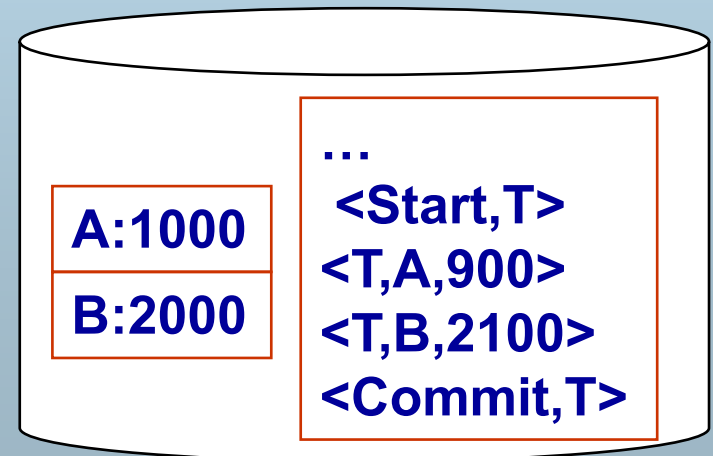 A:1000
B:2000
…
<Start,T>
<T,A,900>
<T,B,2100>
<Commit,T>